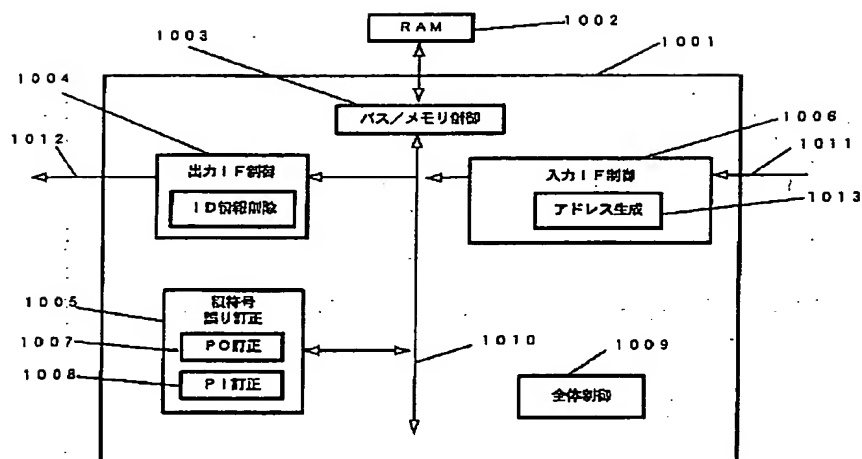 RAM
1002
1003
1001
1004
バス／メモリ制御
1006
1012
1011
出力IF制御
入力IF制御
ID情報削除
アドレス生成
1013
1005
積符号
誤り訂正
1007
PO訂正
1010
1009
1008
PI訂正
全体制御